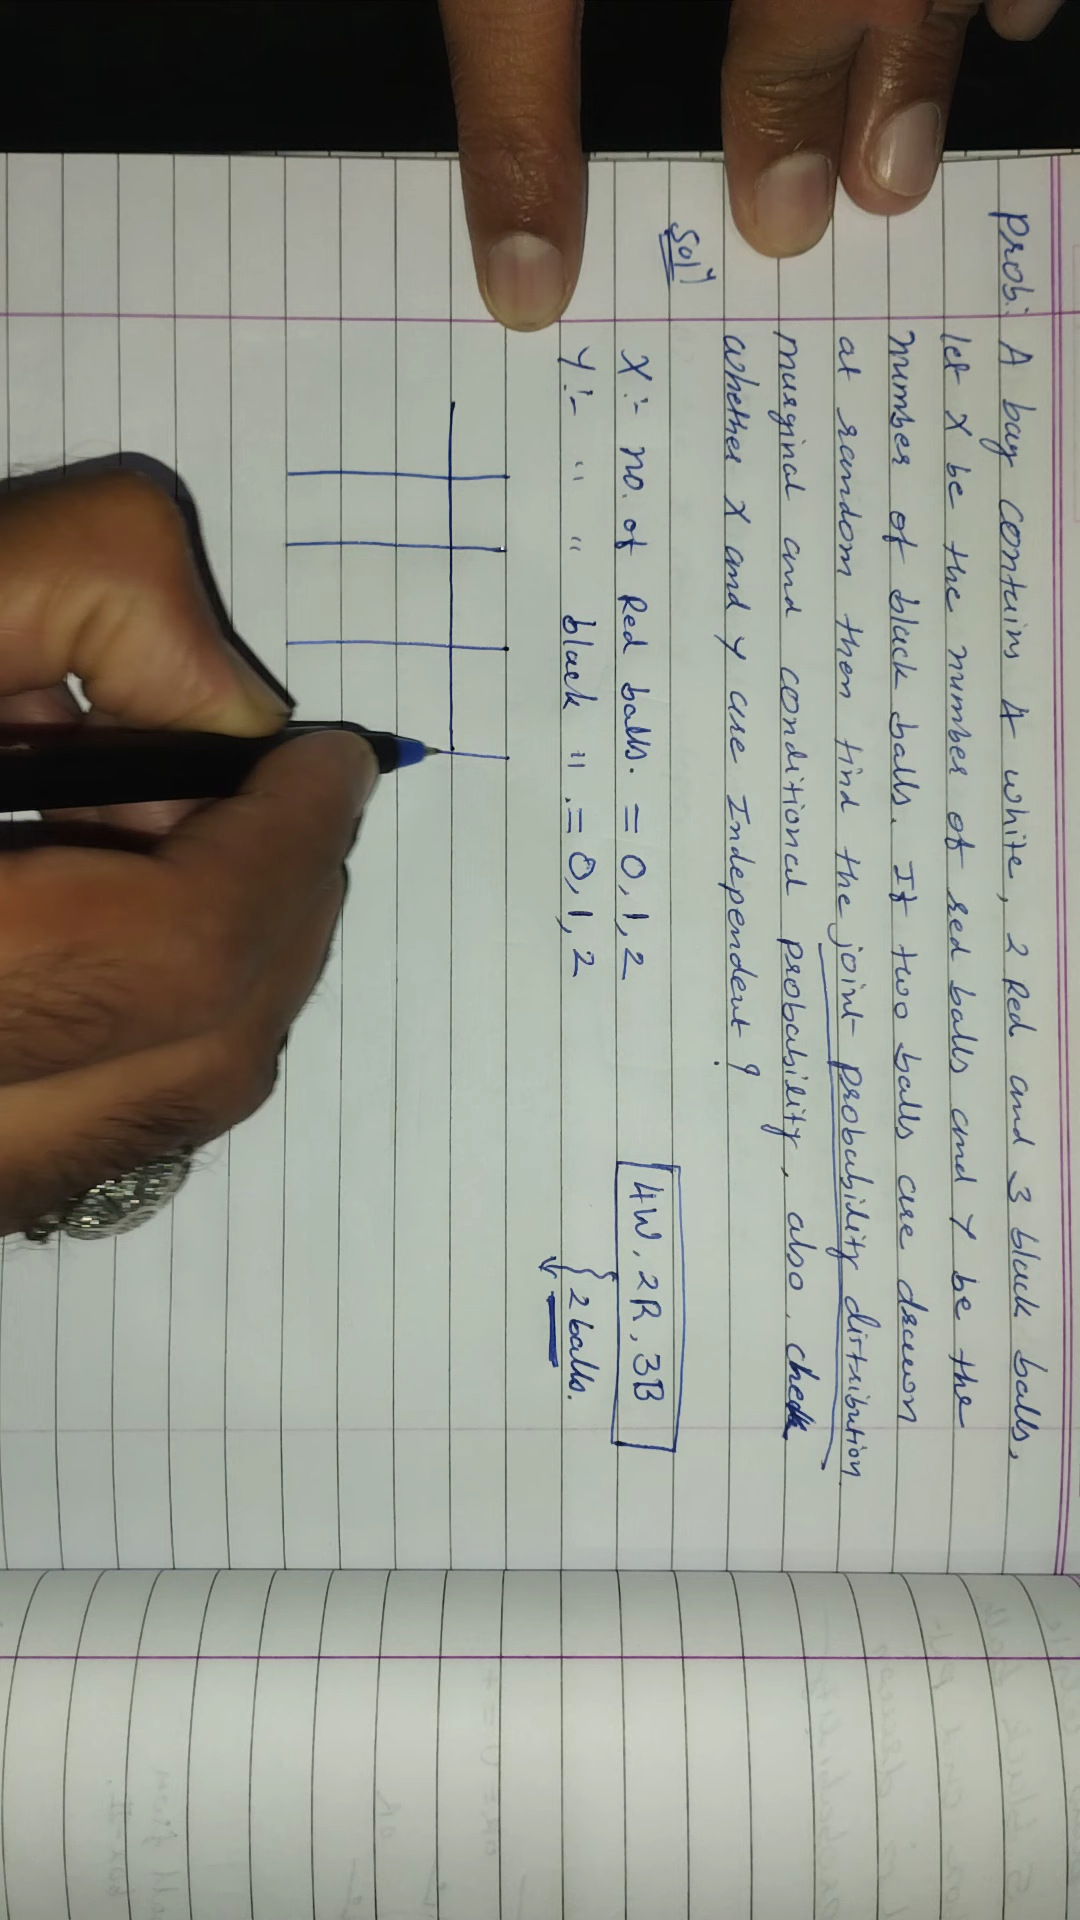 Prob: A bag contains 4 white, 2 Red and 3 black balls,
let X be the number of red balls and Y be the
number of black balls. If two balls are drawn
at random then find the joint probability distribution.
marginal and conditional probability, also, check
whether X and Y are Independent ?
Solⁿ
X :- no. of Red balls. = 0, 1, 2
4W, 2R, 3B
Y :- " " black " . = 0, 1, 2
2 balls.